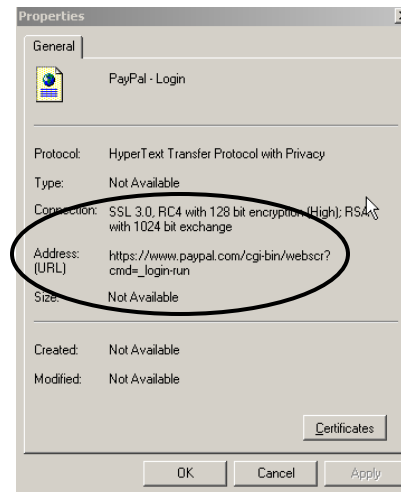 Properties
General
PayPal - Login
Protocol: HyperText Transfer Protocol with Privacy
Type: Not Available
Connection: SSL 3.0, RC4 with 128 bit encryption (High); RSA
with 1024 bit exchange
Address: https://www.paypal.com/cgi-bin/webscr?
(URL) cmd=_login-run
Size: Not Available
Created: Not Available
Modified: Not Available
Certificates
OK Cancel Apply